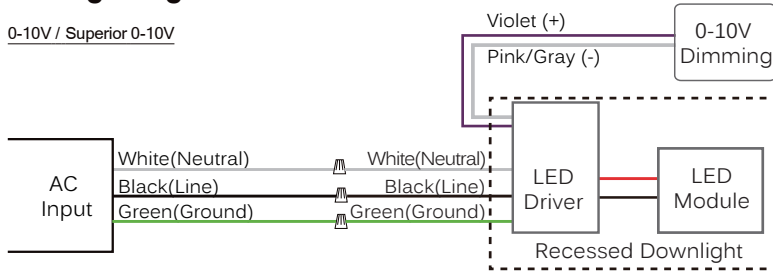 0-10V / Superior 0-10V
Violet (+)
Pink/Gray (-)
0-10V
Dimming
AC
Input
White(Neutral)
Black(Line)
Green(Ground)
White(Neutral)
Black(Line)
Green(Ground)
LED
Driver
LED
Module
Recessed Downlight